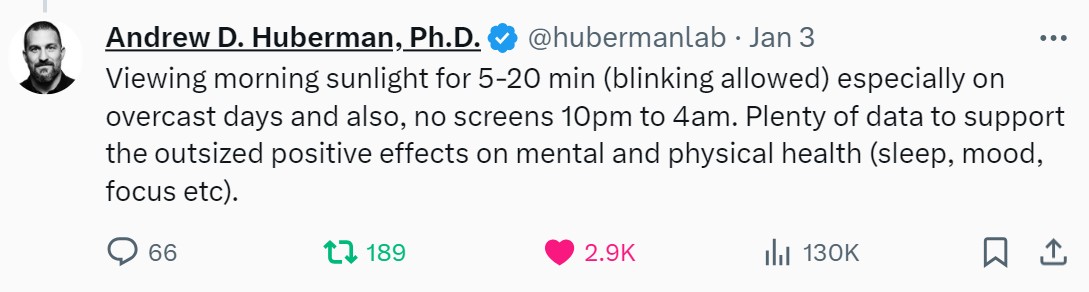 Andrew D. Huberman, Ph.D. @hubermanlab · Jan 3
Viewing morning sunlight for 5-20 min (blinking allowed) especially on
overcast days and also, no screens 10pm to 4am. Plenty of data to support
the outsized positive effects on mental and physical health (sleep, mood,
focus etc).
66 189 2.9K 130K